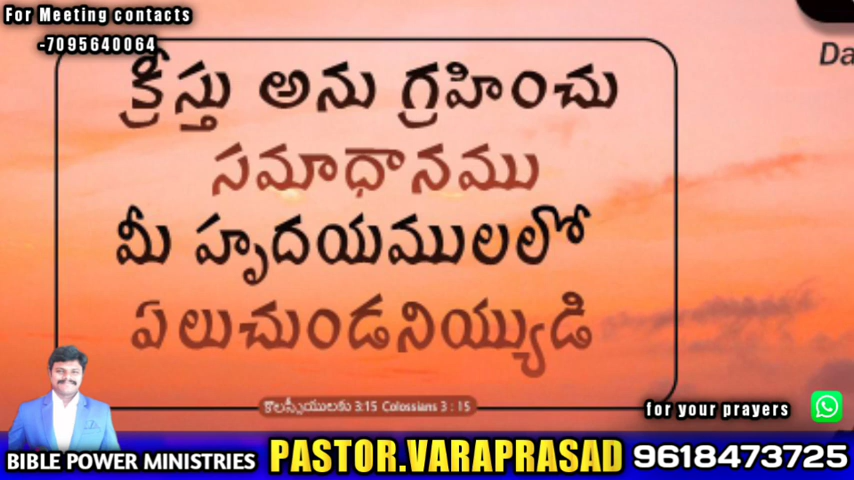 For Meeting contacts
-7095640064
Da
క్రీస్తు అను గ్రహించు
సమాధానము
మీ హృదయములలో
ఏలుచుండనియ్యుడి
కొలస్సీయులకు 3:15 Colossians 3 : 15
for your prayers
BIBLE POWER MINISTRIES PASTOR.VARAPRASAD 9618473725